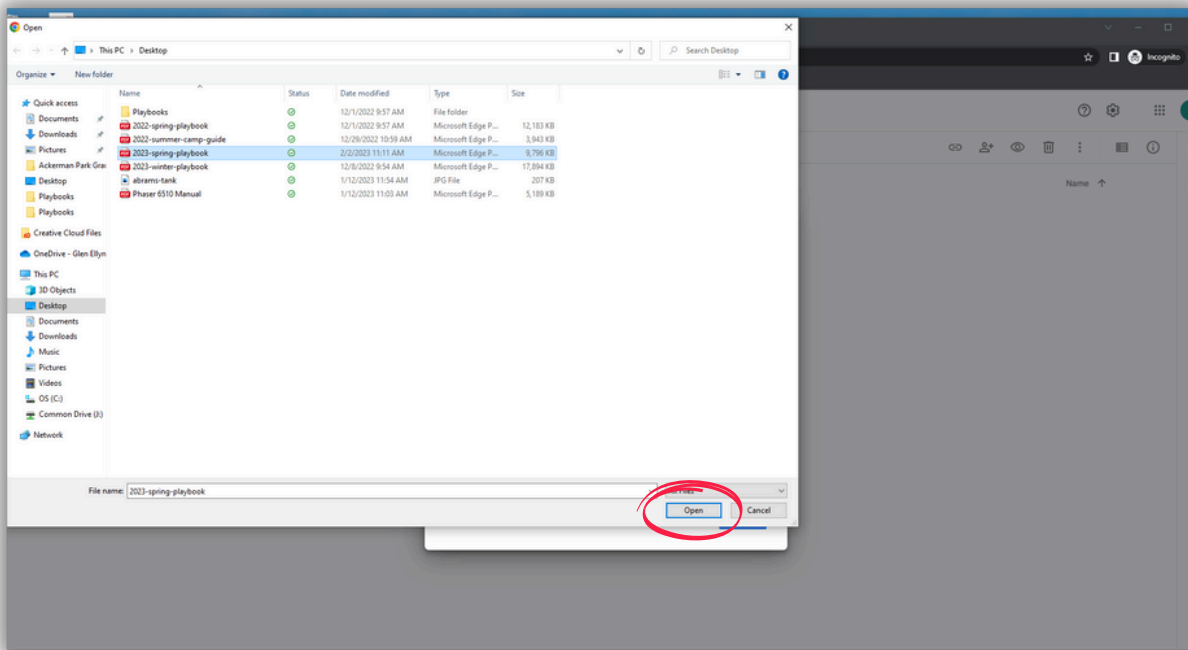 Open
This PC > Desktop
Search Desktop
Incognito
Organize
New folder
Name Status Date modified Type Size
Quick access
Documents
Downloads
Pictures
Ackerman Park Gra
Desktop
Playbooks
Playbooks
Creative Cloud Files
OneDrive - Glen Ellyn
This PC
3D Objects
Desktop
Documents
Downloads
Music
Pictures
Videos
OS (C:)
Common Drive (J:)
Network
Playbooks 12/1/2022 9:57 AM File folder
2022-spring-playbook 12/1/2022 9:57 AM Microsoft Edge P... 12,183 KB
2022-summer-camp-guide 12/29/2022 10:59 AM Microsoft Edge P... 3,943 KB
2023-spring-playbook 2/2/2023 11:11 AM Microsoft Edge P... 9,796 KB
2023-winter-playbook 12/8/2022 9:54 AM Microsoft Edge P... 17,894 KB
abrams-tank 1/12/2023 11:54 AM JPG File 207 KB
Phaser 6510 Manual 1/12/2023 11:03 AM Microsoft Edge P... 5,189 KB
Name
File name: 2023-spring-playbook
Files
Open Cancel